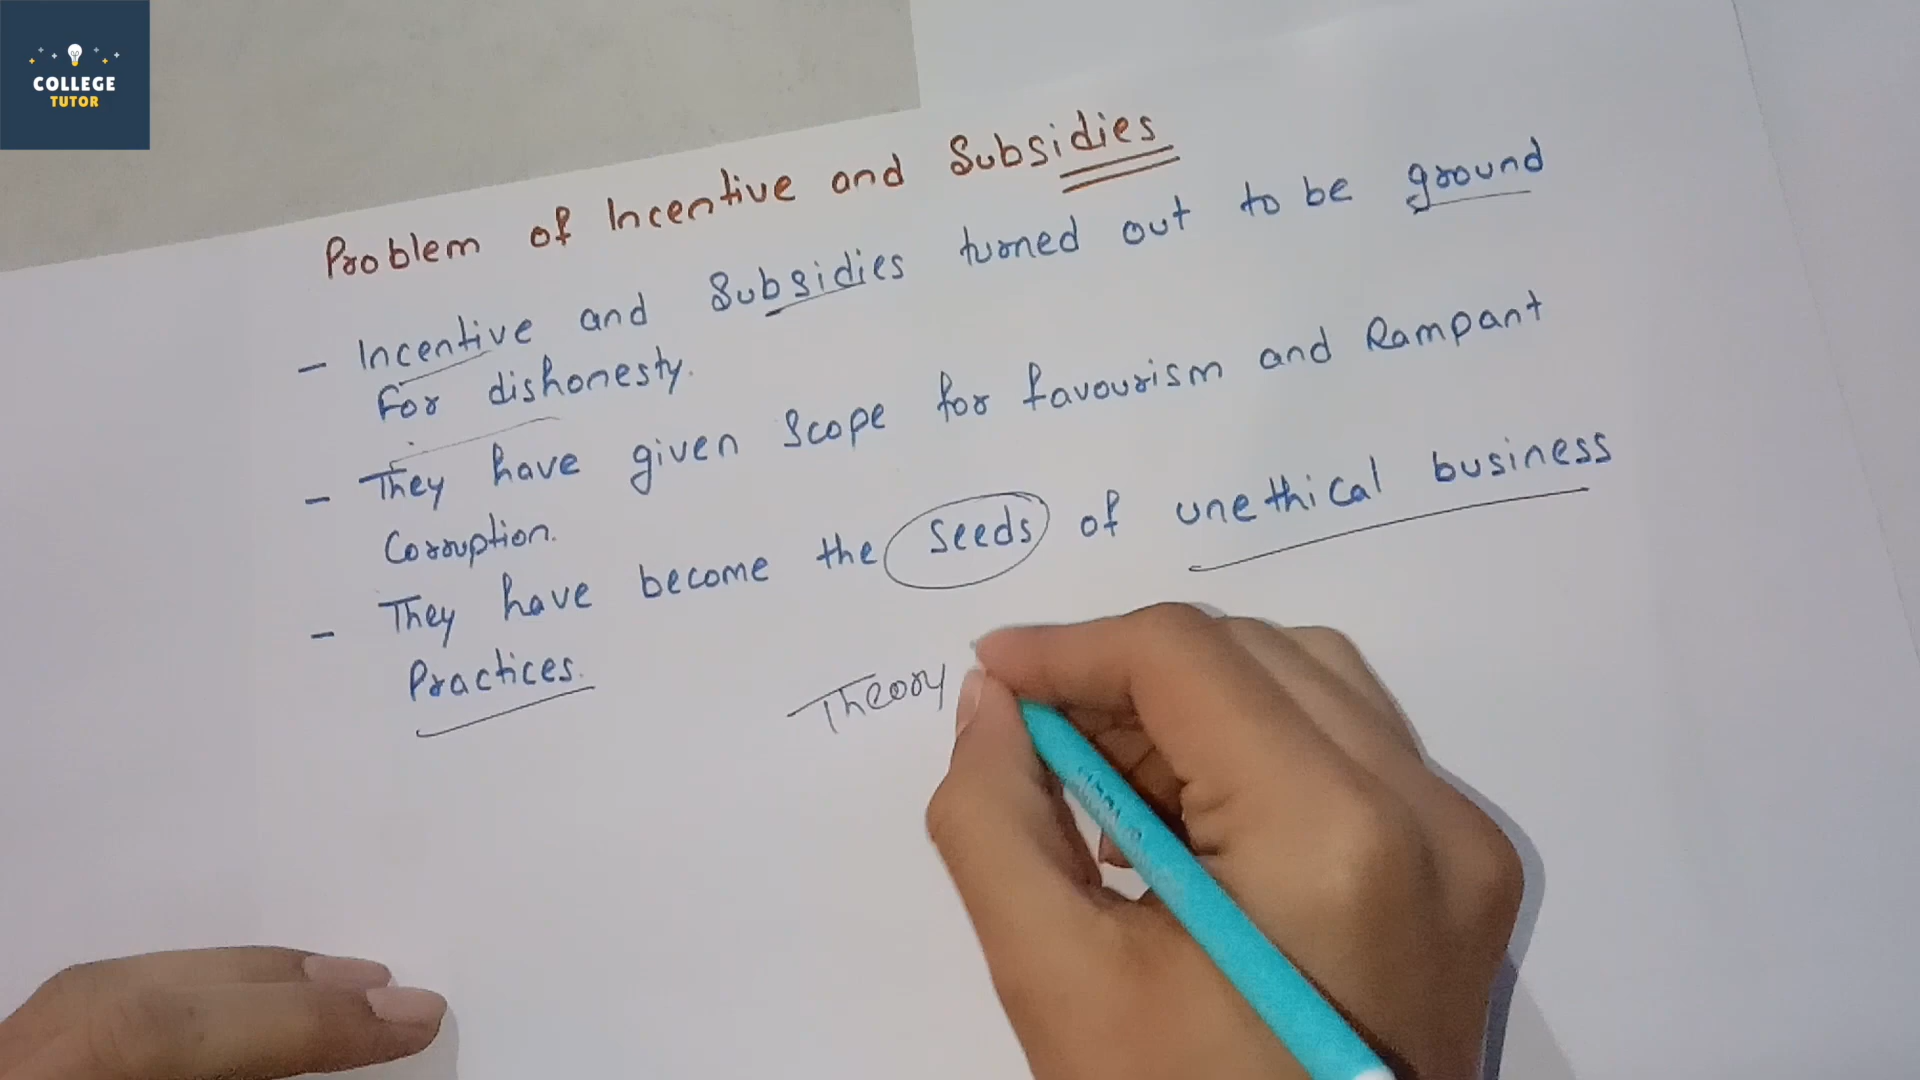 COLLEGE
TUTOR
Problem of Incentive and Subsidies
- Incentive and Subsidies turned out to be ground
for dishonesty.
- They have given Scope for favourism and Rampant
Corruption.
- They have become the seeds of unethical business
Practices.
Theory